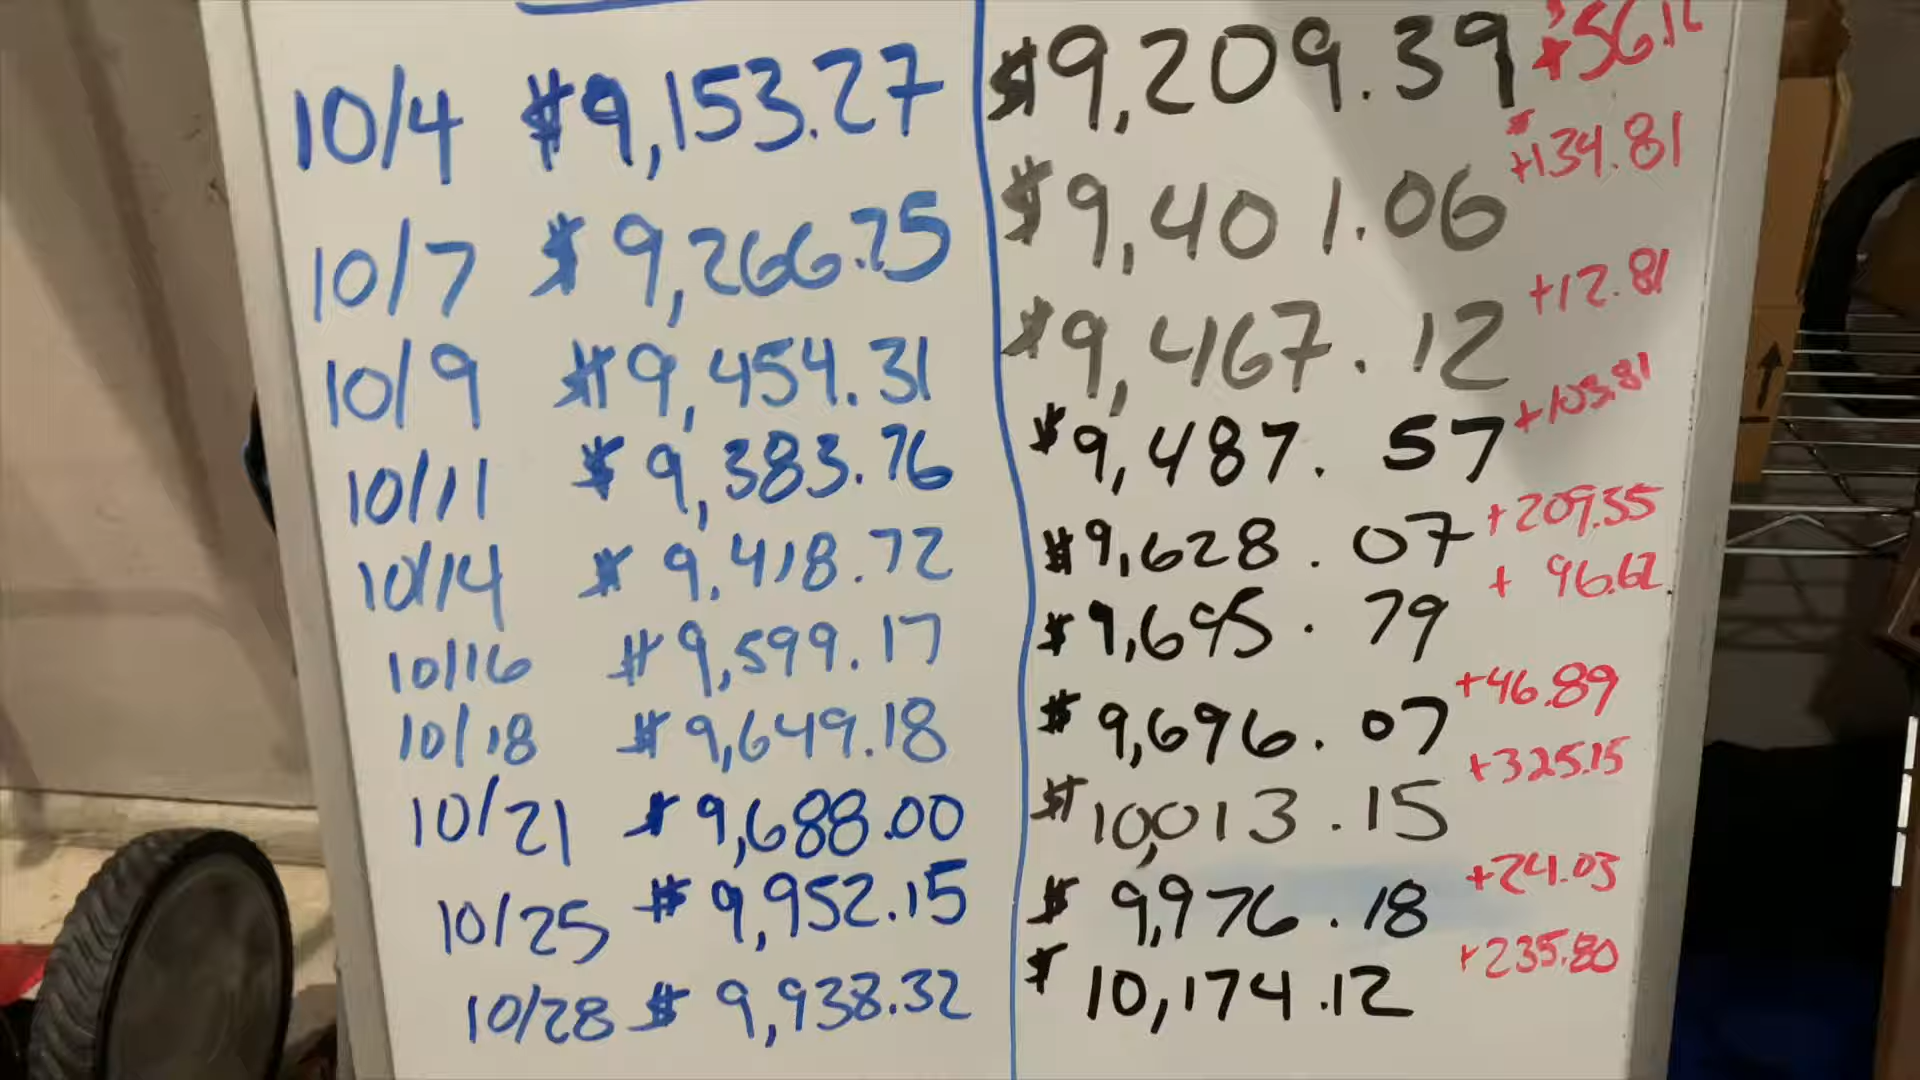 10/4 $9,153.27 $9,209.39
10/7 $9,266.25 $9,401.06 $+134.81
10/9 $9,454.31 $9,467.12 +12.81
10/11 $9,383.76 $9,487.57 +103.81
10/14 $9,418.72 $9,628.07 +209.35
10/16 $9,599.17 $9,695.79 +96.62
10/18 $9,649.18 $9,696.07 +46.89
10/21 $9,688.00 $10,013.15 +325.15
10/25 $9,952.15 $9,976.18 +24.03
10/28 $9,938.32 $10,174.12 +235.80